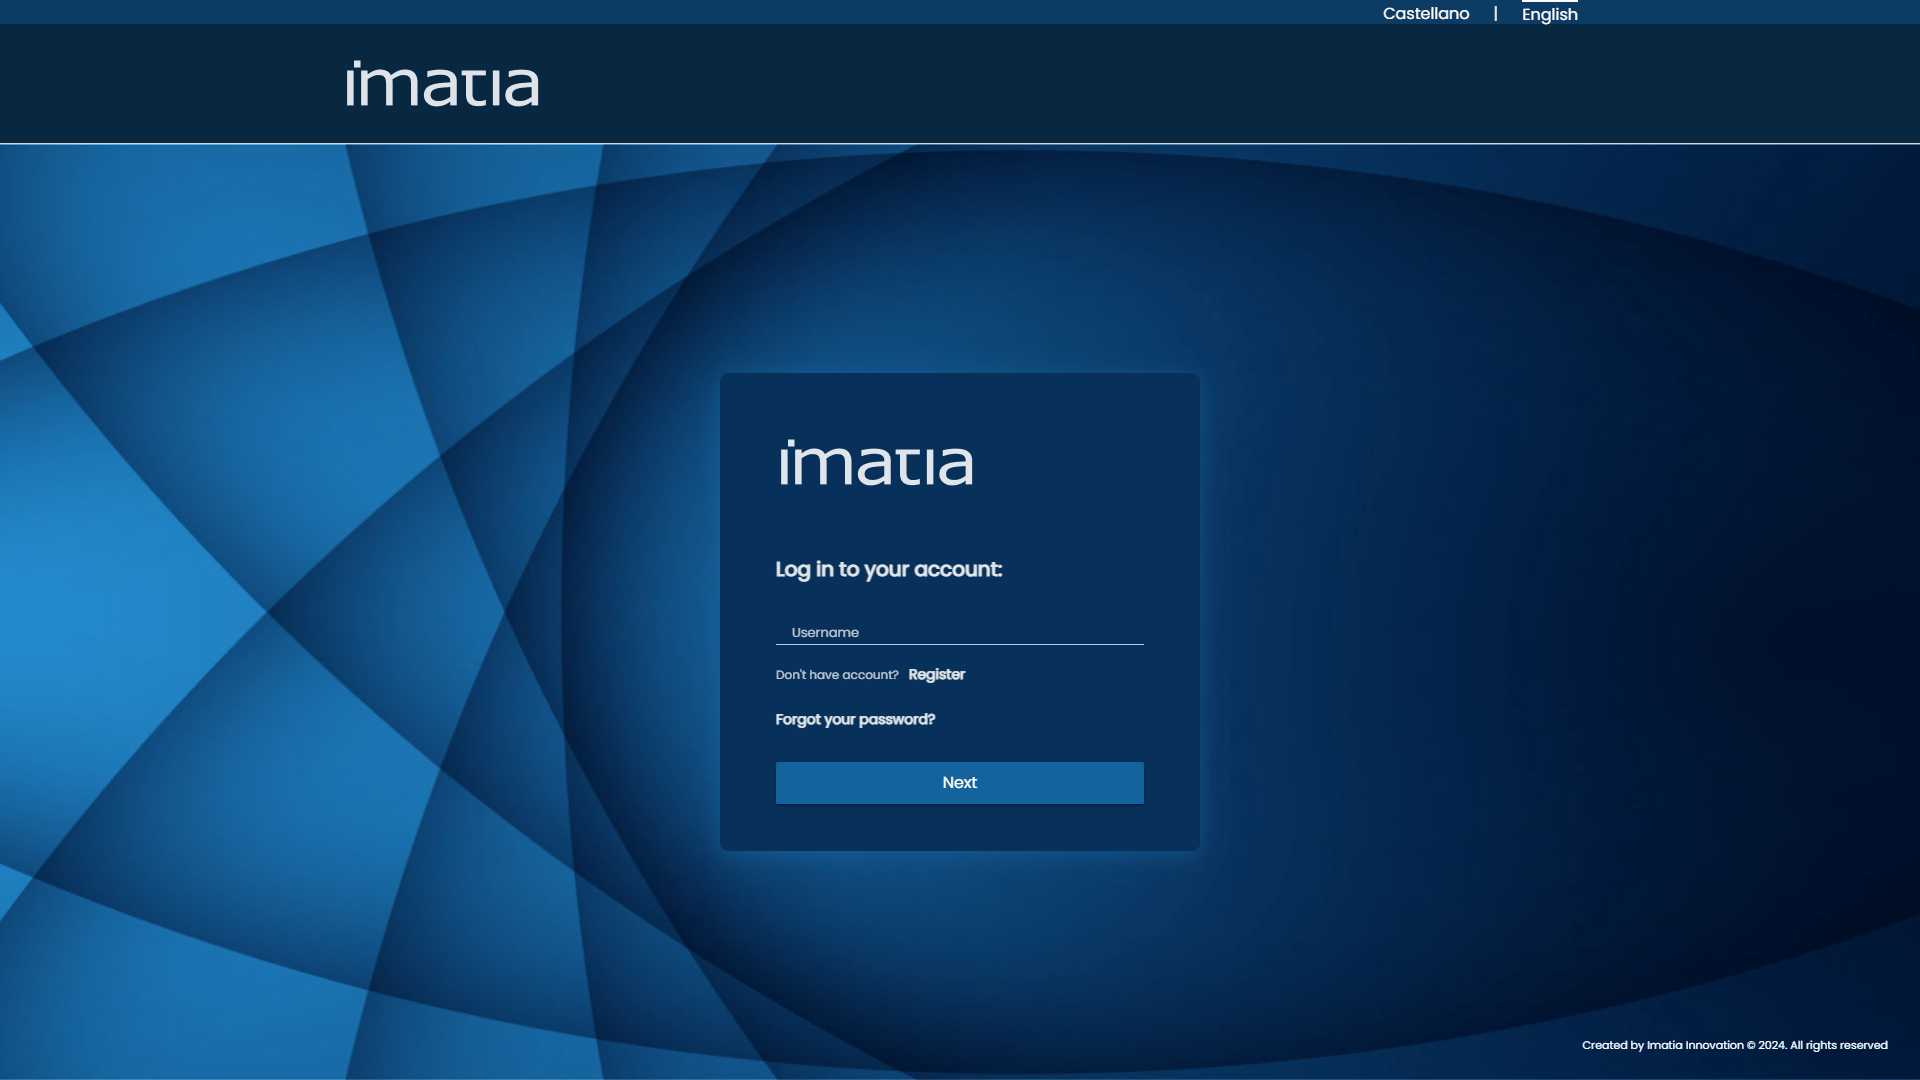 Castellano | English
imatia
imatia
Log in to your account:
Username
Don't have account? Register
Forgot your password?
Next
Created by Imatia Innovation © 2024. All rights reserved